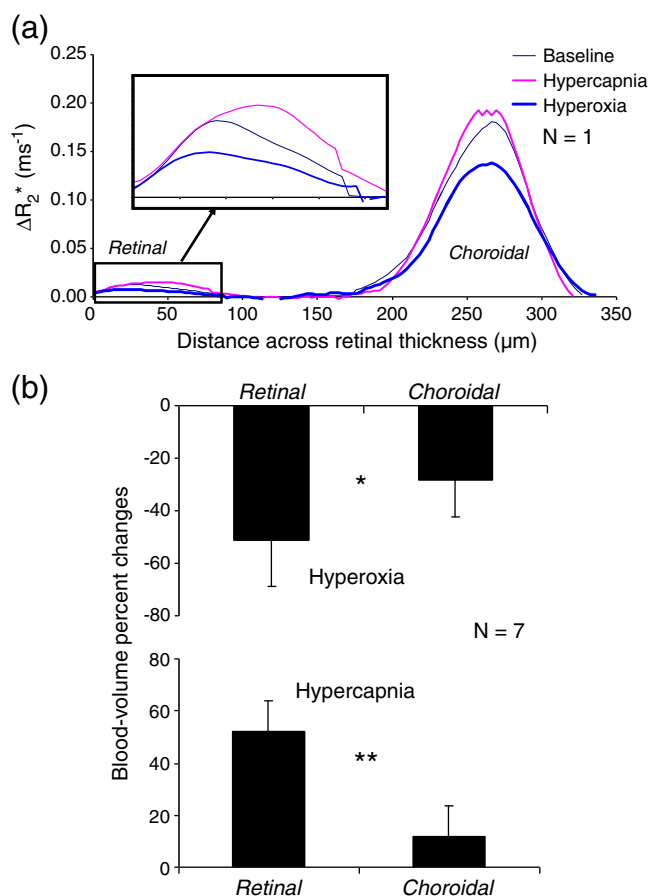 (a)
0.25
0.20
0.15
0.10
0.05
0.00
ΔR₂* (ms⁻¹)
Baseline
Hypercapnia
Hyperoxia
N = 1
Retinal
Choroidal
0 50 100 150 200 250 300 350
Distance across retinal thickness (µm)
(b)
Retinal Choroidal
0
-20
-40
-60
-80
*
Hyperoxia
N = 7
Blood-volume percent changes
80
60
40
20
0
Hypercapnia
**
Retinal Choroidal